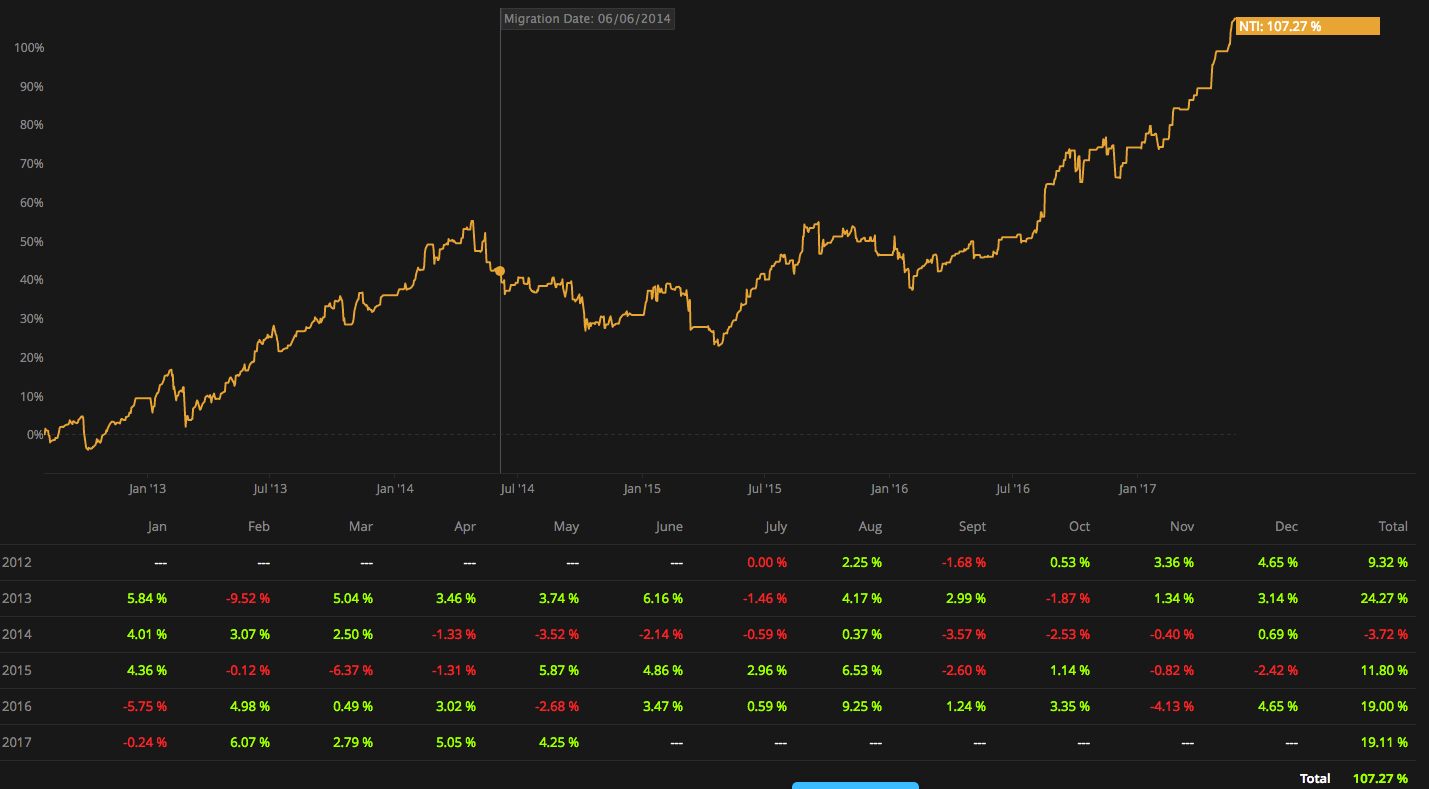 Migration Date: 06/06/2014
NTI: 107.27 %
100%
90%
80%
70%
60%
50%
40%
30%
20%
10%
0%
Jan '13 Jul '13 Jan '14 Jul '14 Jan '15 Jul '15 Jan '16 Jul '16 Jan '17
Jan Feb Mar Apr May June July Aug Sept Oct Nov Dec Total
2012 --- --- --- --- --- --- 0.00 % 2.25 % -1.68 % 0.53 % 3.36 % 4.65 % 9.32 %
2013 5.84 % -9.52 % 5.04 % 3.46 % 3.74 % 6.16 % -1.46 % 4.17 % 2.99 % -1.87 % 1.34 % 3.14 % 24.27 %
2014 4.01 % 3.07 % 2.50 % -1.33 % -3.52 % -2.14 % -0.59 % 0.37 % -3.57 % -2.53 % -0.40 % 0.69 % -3.72 %
2015 4.36 % -0.12 % -6.37 % -1.31 % 5.87 % 4.86 % 2.96 % 6.53 % -2.60 % 1.14 % -0.82 % -2.42 % 11.80 %
2016 -5.75 % 4.98 % 0.49 % 3.02 % -2.68 % 3.47 % 0.59 % 9.25 % 1.24 % 3.35 % -4.13 % 4.65 % 19.00 %
2017 -0.24 % 6.07 % 2.79 % 5.05 % 4.25 % --- --- --- --- --- --- --- 19.11 %
Total 107.27 %